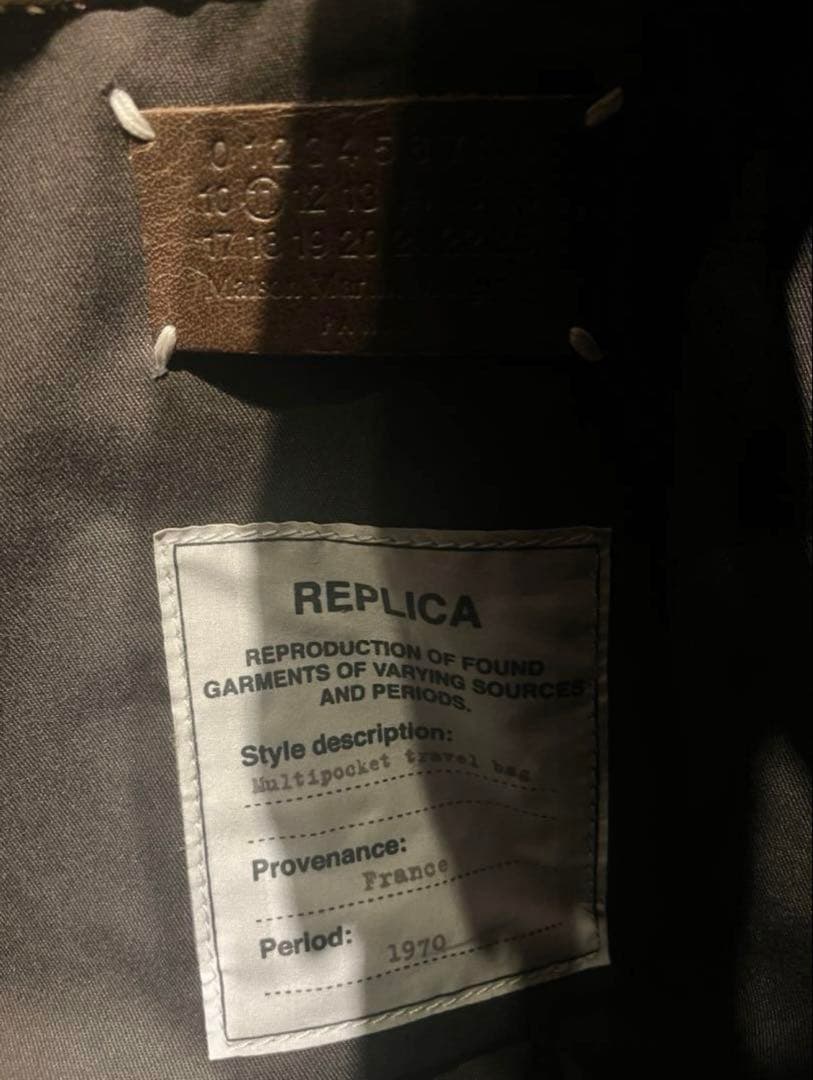 0 1 2 3 4 5
10 11 12 13
17 18 19 20
Maison
REPLICA
REPRODUCTION OF FOUND
GARMENTS OF VARYING SOURCES
AND PERIODS.
Style description:
Multipocket travel bag
Provenance:
France
Period:
1970